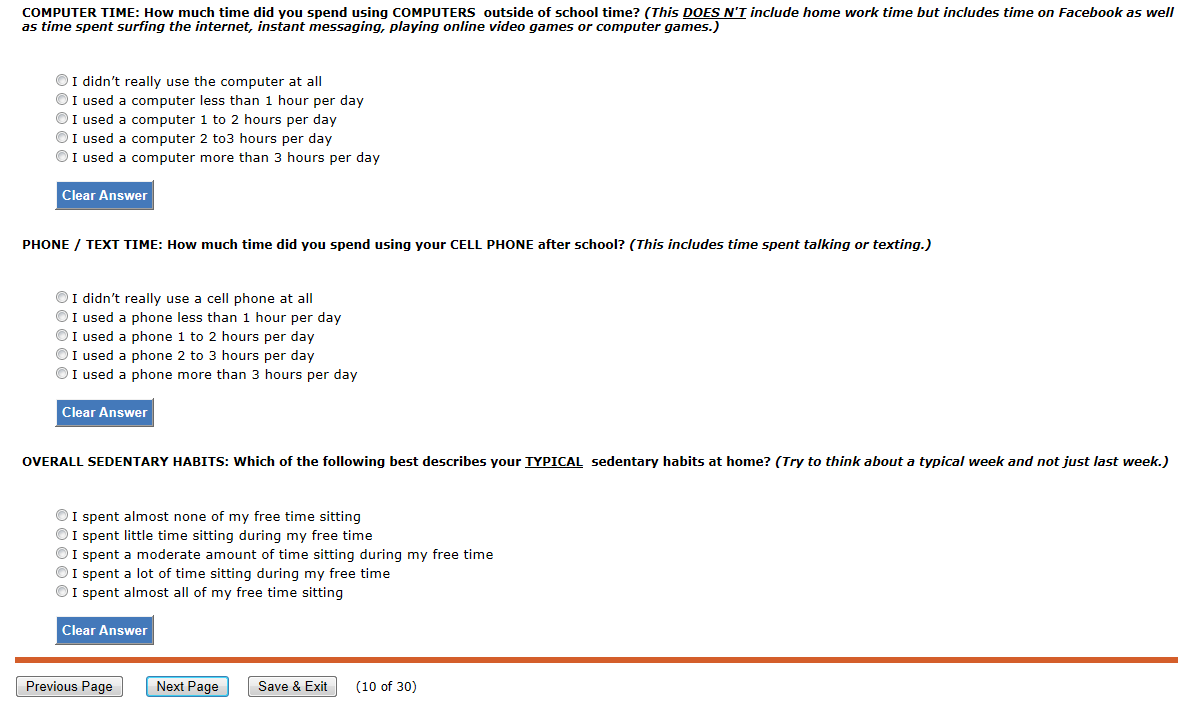 COMPUTER TIME: How much time did you spend using COMPUTERS  outside of school time? (This DOES N'T include home work time but includes time on Facebook as well
as time spent surfing the internet, instant messaging, playing online video games or computer games.)
I didn't really use the computer at all
I used a computer less than 1 hour per day
I used a computer 1 to 2 hours per day
I used a computer 2 to3 hours per day
I used a computer more than 3 hours per day
Clear Answer
PHONE / TEXT TIME: How much time did you spend using your CELL PHONE after school? (This includes time spent talking or texting.)
I didn't really use a cell phone at all
I used a phone less than 1 hour per day
I used a phone 1 to 2 hours per day
I used a phone 2 to 3 hours per day
I used a phone more than 3 hours per day
Clear Answer
OVERALL SEDENTARY HABITS: Which of the following best describes your TYPICAL  sedentary habits at home? (Try to think about a typical week and not just last week.)
I spent almost none of my free time sitting
I spent little time sitting during my free time
I spent a moderate amount of time sitting during my free time
I spent a lot of time sitting during my free time
I spent almost all of my free time sitting
Clear Answer
Previous Page Next Page Save & Exit (10 of 30)